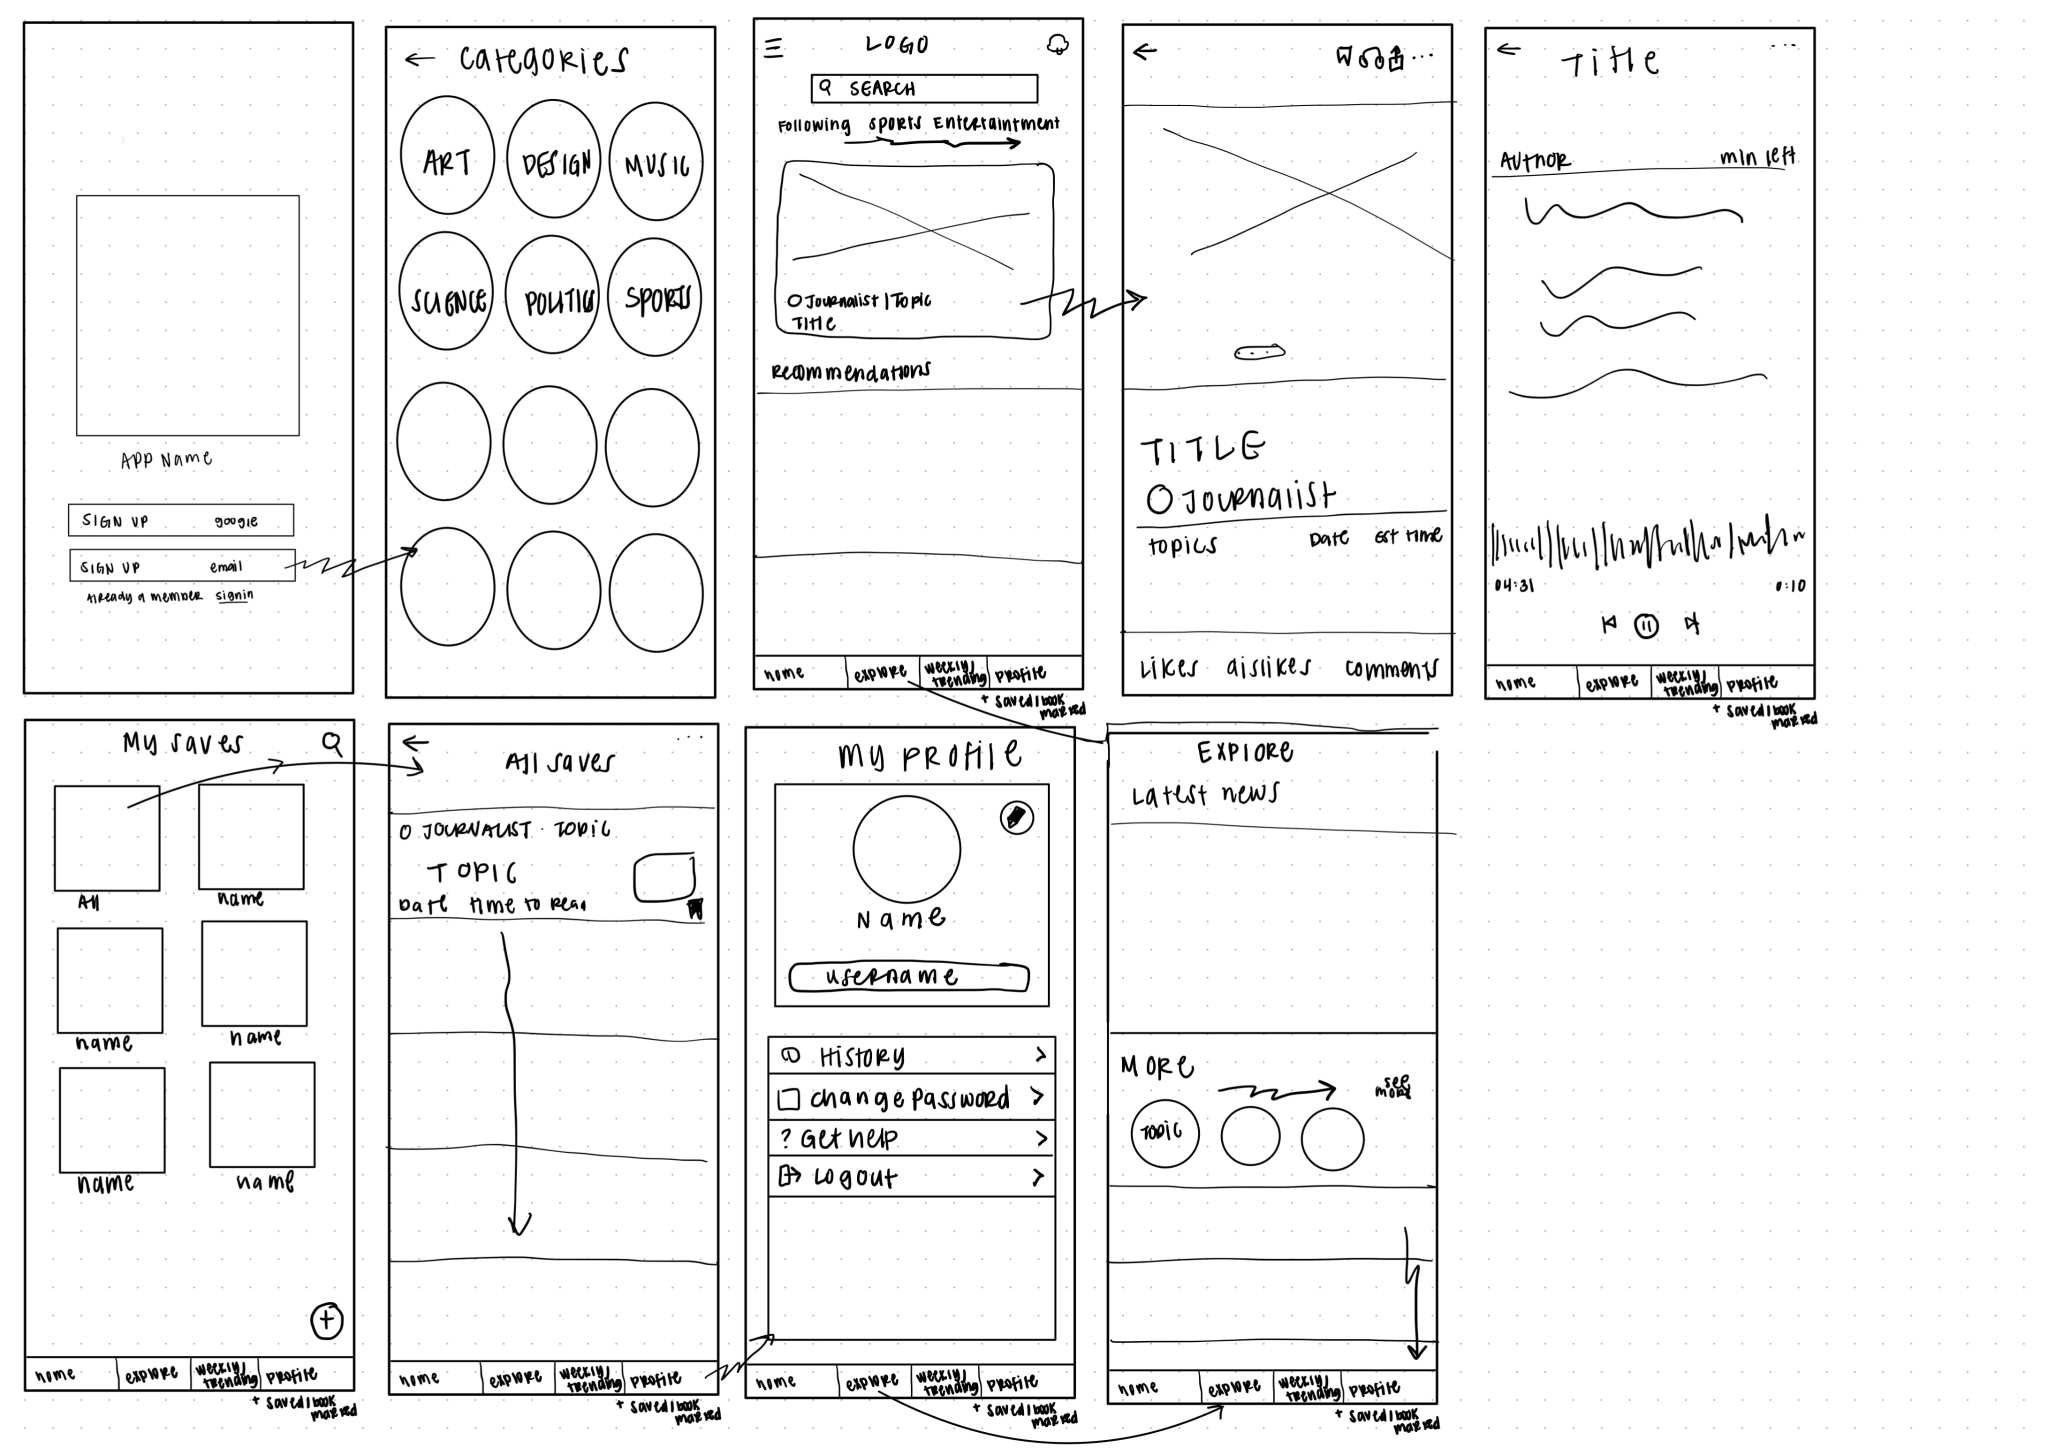 APP Name
SIGN UP google
SIGN UP email
Already a member signin
← Categories
ART DESIGN MUSIC
SCIENCE POLITICS SPORTS
LOGO
SEARCH
Following Sports Entertaintment
Journalist | Topic
Title
Recommendations
home explore weekly/ trending profile
+ saved/book
marked
TITLE
Journalist
topics Date est time
Likes dislikes comments
Title
Author min left
04:31 0:10
home explore weekly/ trending profile
+ saved/book
marked
My saves
All name
name name
name name
home explore weekly/ trending profile
+ saved/book
marked
All saves
JOURNALIST · TOPIC
TOPIC
Date time to read
home explore weekly/ trending profile
+ saved/book
marked
My profile
Name
username
History
change password
? Get help
Logout
home explore weekly/ trending profile
+ saved/book
marked
EXPLORE
Latest news
MORE
see
more
TOPIC
home explore weekly/ trending profile
+ saved/book
marked